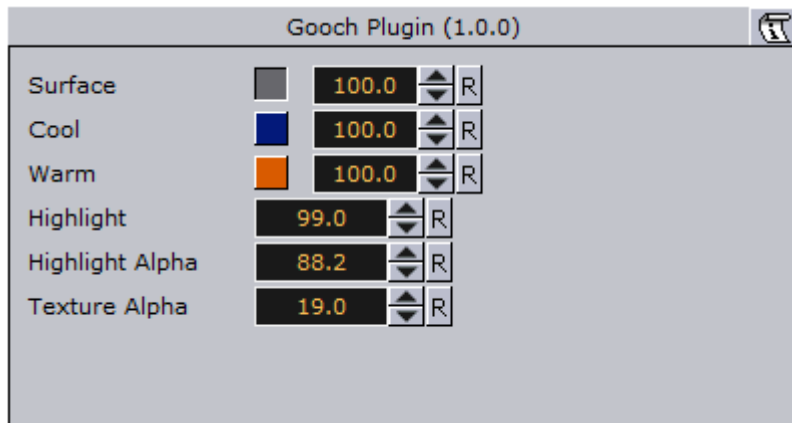 Gooch Plugin (1.0.0)
Surface 100.0 R
Cool 100.0 R
Warm 100.0 R
Highlight 99.0 R
Highlight Alpha 88.2 R
Texture Alpha 19.0 R